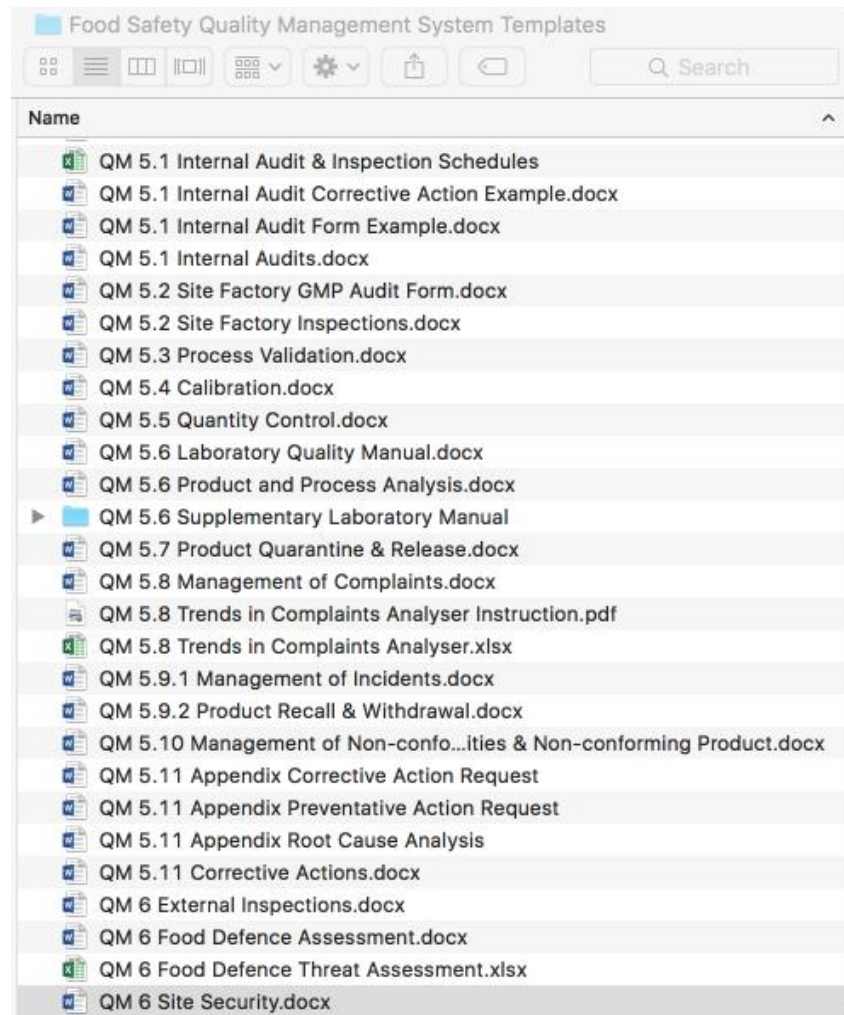 Food Safety Quality Management System Templates
Search
Name
QM 5.1 Internal Audit & Inspection Schedules
QM 5.1 Internal Audit Corrective Action Example.docx
QM 5.1 Internal Audit Form Example.docx
QM 5.1 Internal Audits.docx
QM 5.2 Site Factory GMP Audit Form.docx
QM 5.2 Site Factory Inspections.docx
QM 5.3 Process Validation.docx
QM 5.4 Calibration.docx
QM 5.5 Quantity Control.docx
QM 5.6 Laboratory Quality Manual.docx
QM 5.6 Product and Process Analysis.docx
QM 5.6 Supplementary Laboratory Manual
QM 5.7 Product Quarantine & Release.docx
QM 5.8 Management of Complaints.docx
QM 5.8 Trends in Complaints Analyser Instruction.pdf
QM 5.8 Trends in Complaints Analyser.xlsx
QM 5.9.1 Management of Incidents.docx
QM 5.9.2 Product Recall & Withdrawal.docx
QM 5.10 Management of Non-confo...ities & Non-conforming Product.docx
QM 5.11 Appendix Corrective Action Request
QM 5.11 Appendix Preventative Action Request
QM 5.11 Appendix Root Cause Analysis
QM 5.11 Corrective Actions.docx
QM 6 External Inspections.docx
QM 6 Food Defence Assessment.docx
QM 6 Food Defence Threat Assessment.xlsx
QM 6 Site Security.docx